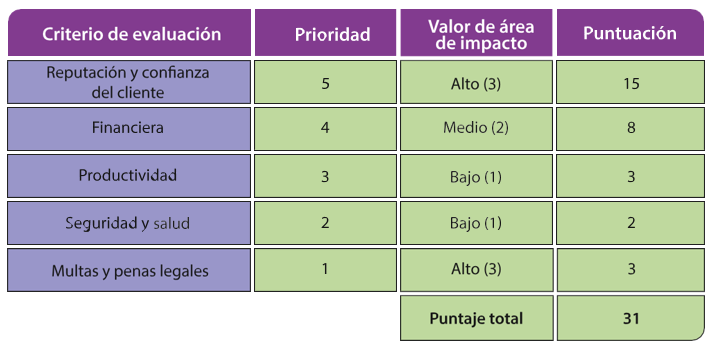 Criterio de evaluación Prioridad Valor de área de impacto Puntuación
Reputación y confianza del cliente 5 Alto (3) 15
Financiera 4 Medio (2) 8
Productividad 3 Bajo (1) 3
Seguridad y salud 2 Bajo (1) 2
Multas y penas legales 1 Alto (3) 3
Puntaje total 31